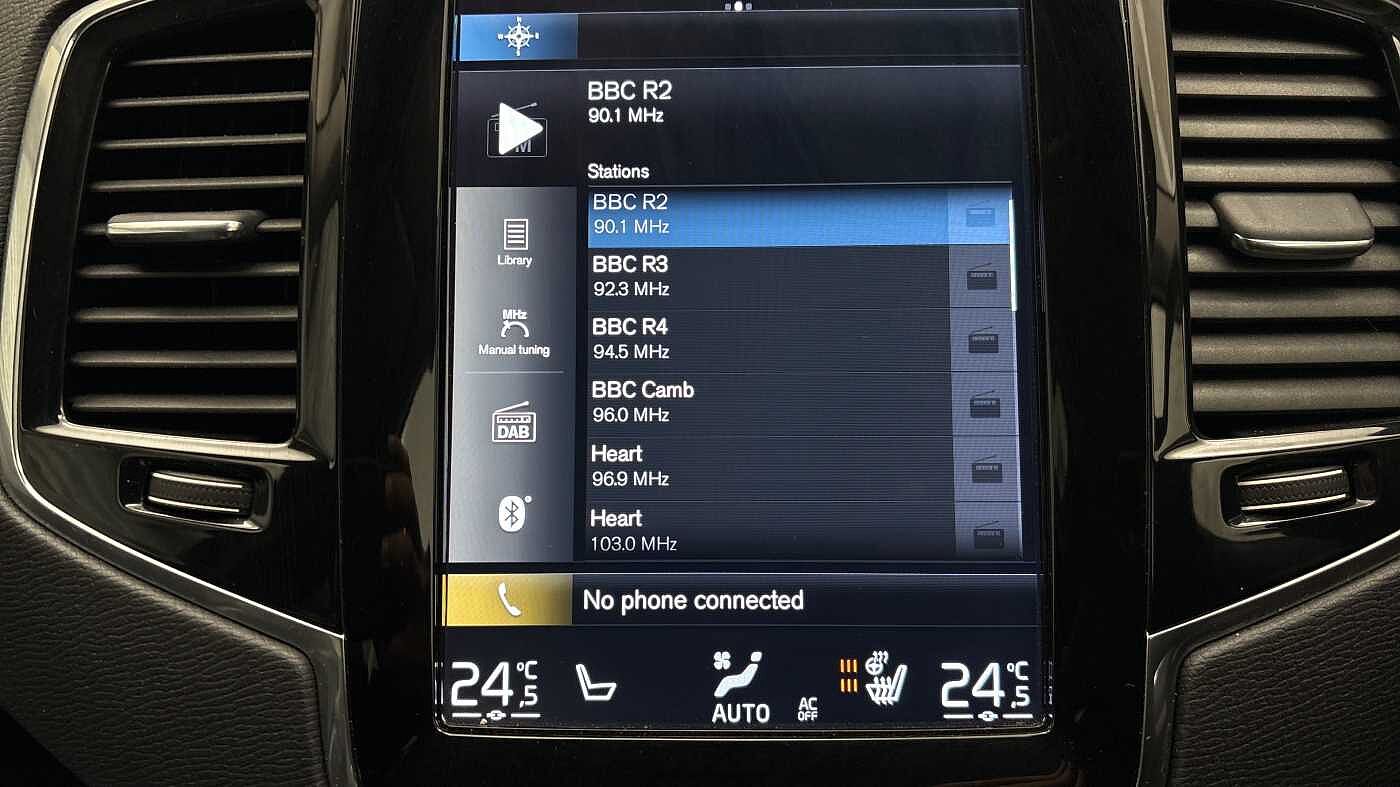 BBC R2
90.1 MHz
Stations
BBC R2
90.1 MHz
BBC R3
92.3 MHz
Library
BBC R4
94.5 MHz
MHz
Manual tuning
BBC Camb
96.0 MHz
DAB
Heart
96.9 MHz
Heart
103.0 MHz
No phone connected
24,5 °C
AUTO
AC
OFF
24,5 °C